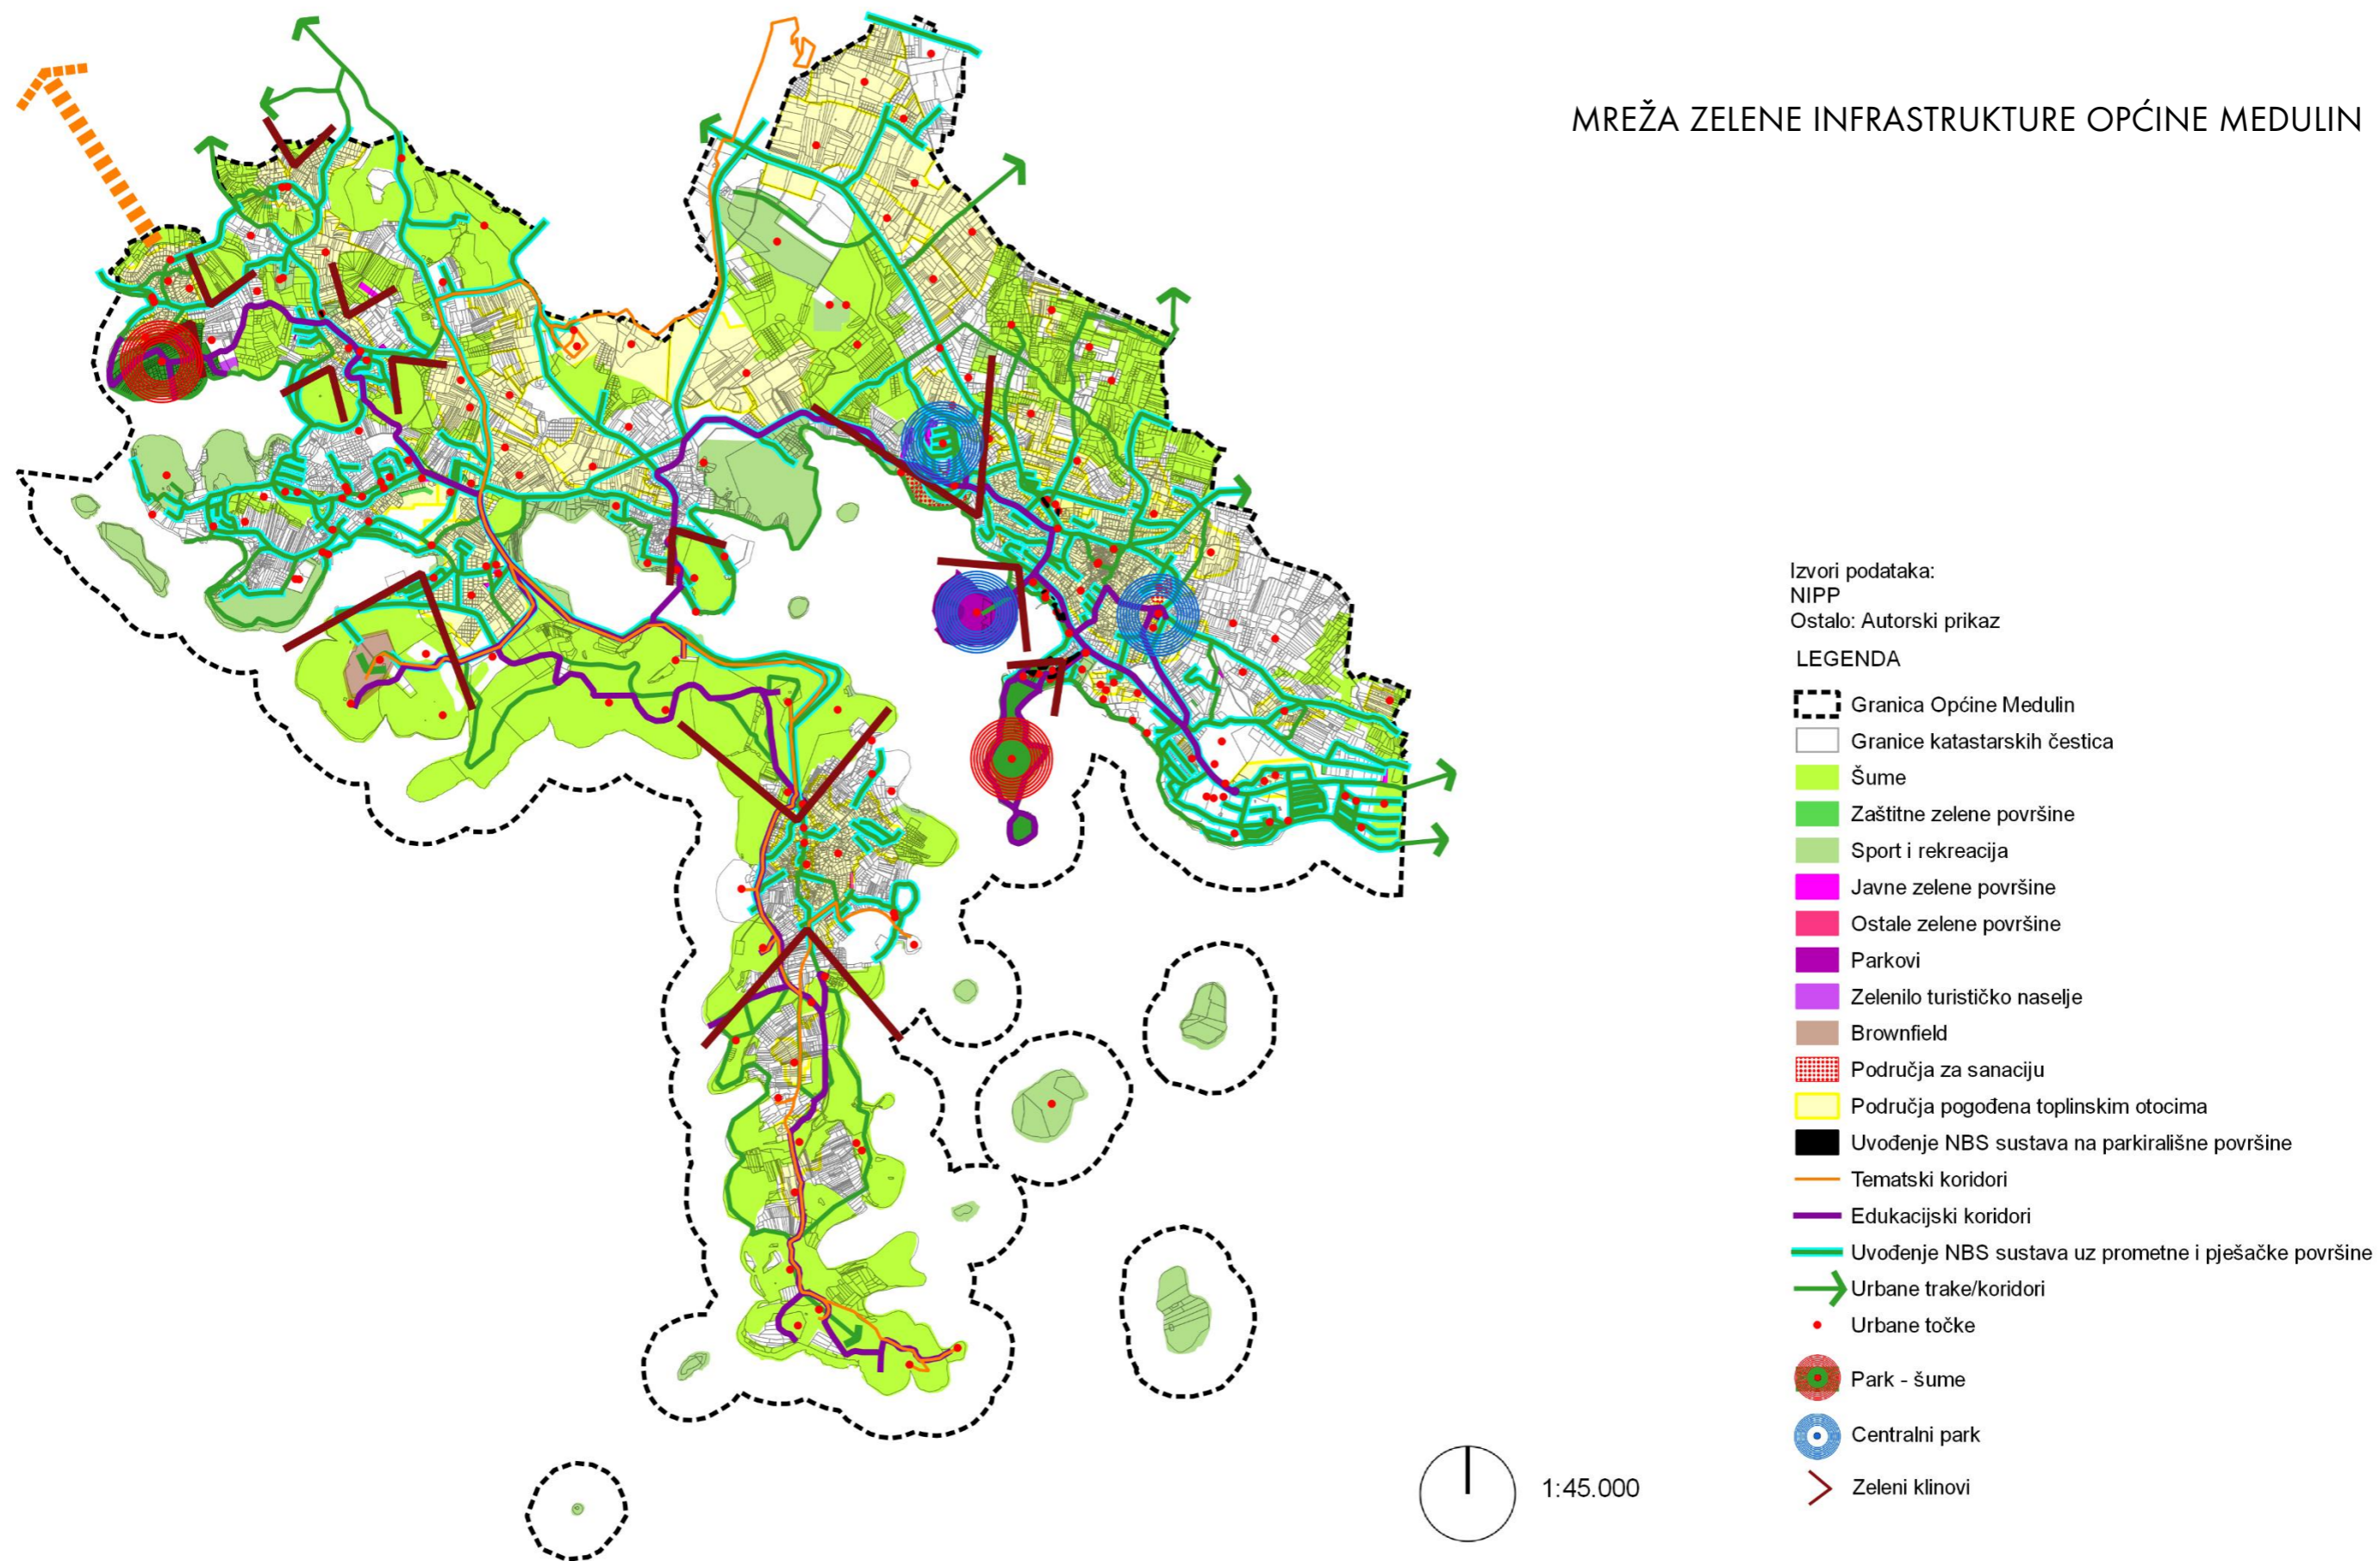 MREŽA ZELENE INFRASTRUKTURE OPĆINE MEDULIN
Izvori podataka:
NIPP
Ostalo: Autorski prikaz
LEGENDA
Granica Općine Medulin
Granice katastarskih čestica
Šume
Zaštitne zelene površine
Sport i rekreacija
Javne zelene površine
Ostale zelene površine
Parkovi
Zelenilo turističko naselje
Brownfield
Područja za sanaciju
Područja pogođena toplinskim otocima
Uvođenje NBS sustava na parkirališne površine
Tematski koridori
Edukacijski koridori
Uvođenje NBS sustava uz prometne i pješačke površine
Urbane trake/koridori
Urbane točke
Park - šume
Centralni park
Zeleni klinovi
1:45.000